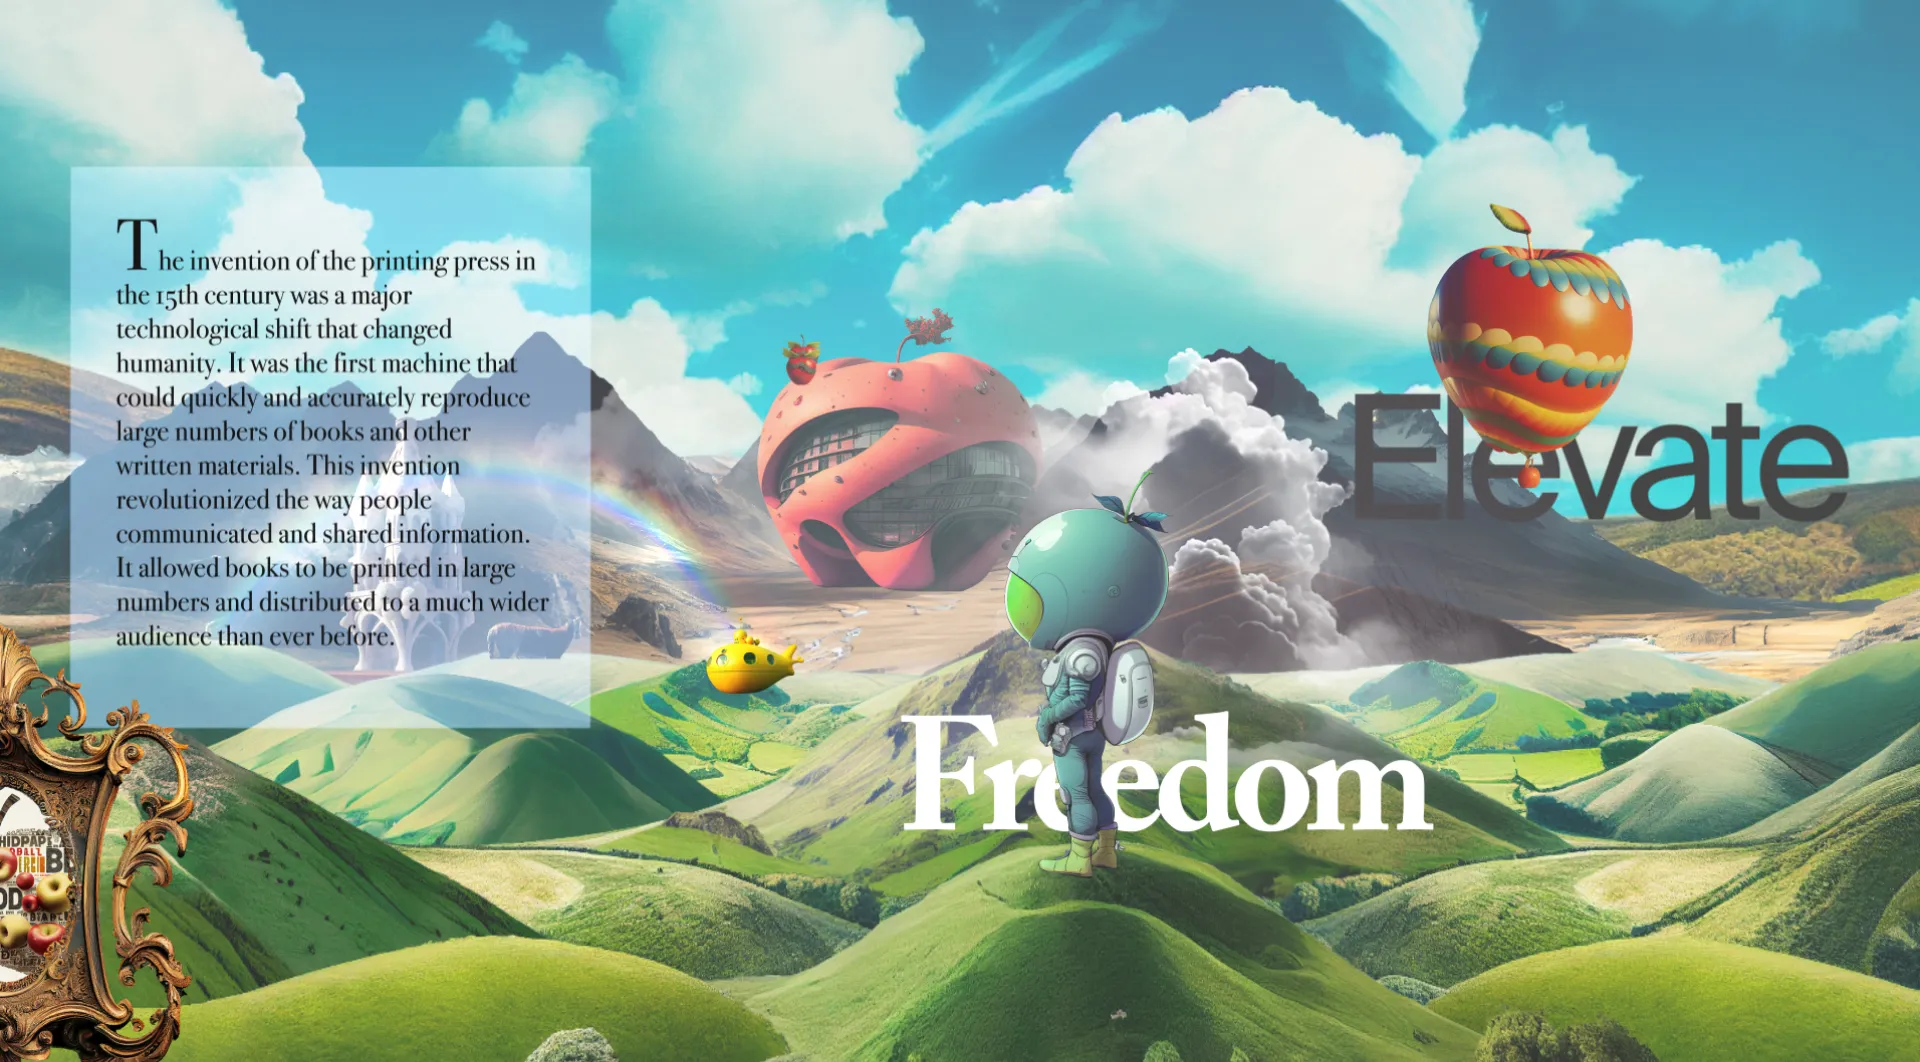 The invention of the printing press in
the 15th century was a major
technological shift that changed
humanity. It was the first machine that
could quickly and accurately reproduce
large numbers of books and other
written materials. This invention
revolutionized the way people
communicated and shared information.
It allowed books to be printed in large
numbers and distributed to a much wider
audience than ever before.
Elevate
Freedom